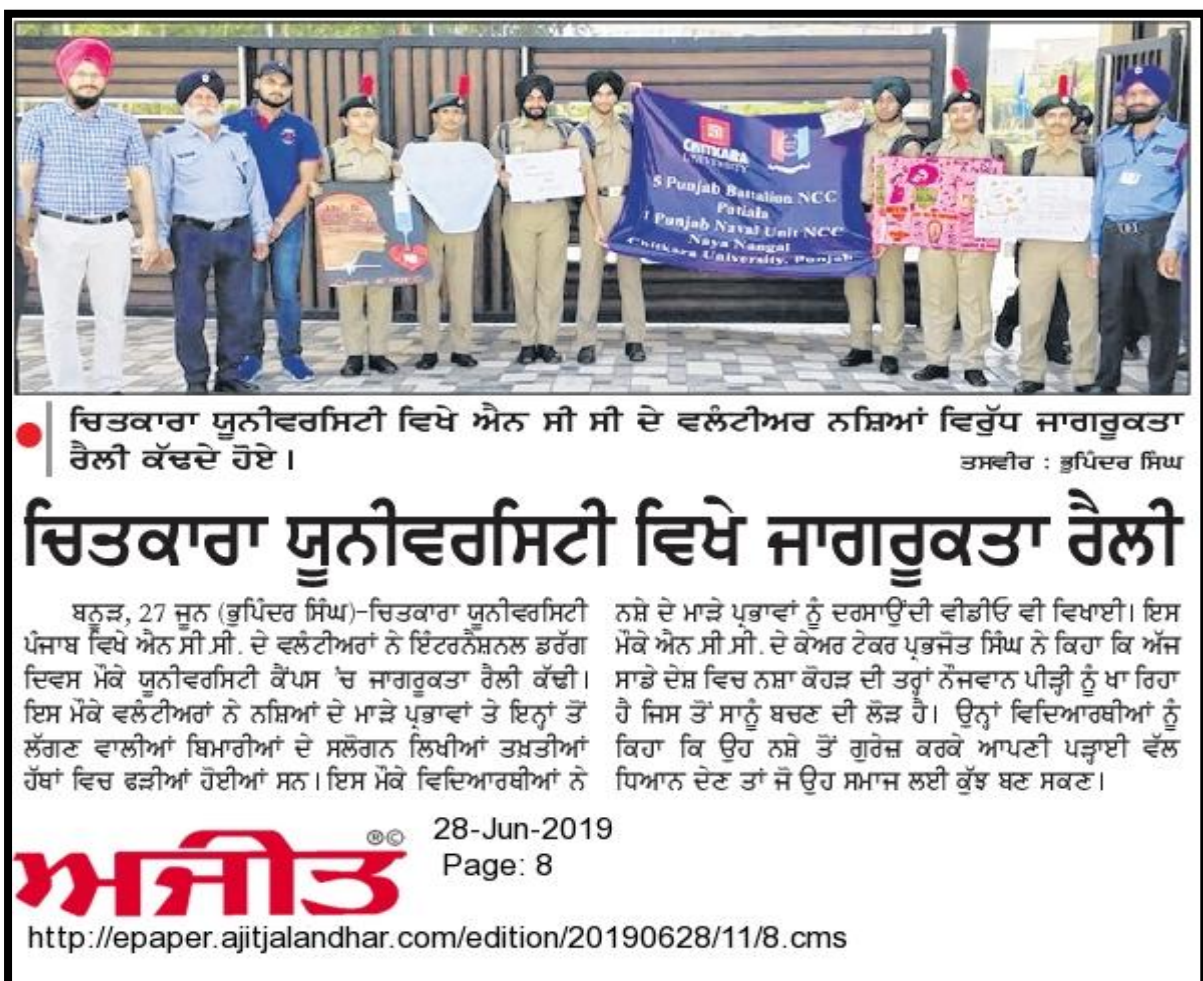 CHITKARA
UNIVERSITY
5 Punjab Battalion NCC
Patiala
1 Punjab Naval Unit NCC
Naya Nangal
Chitkara University, Punjab
ਚਿਤਕਾਰਾ ਯੂਨੀਵਰਸਿਟੀ ਵਿਖੇ ਐਨ ਸੀ ਸੀ ਦੇ ਵਲੰਟੀਅਰ ਨਸ਼ਿਆਂ ਵਿਰੁੱਧ ਜਾਗਰੂਕਤਾ
ਰੈਲੀ ਕੱਢਦੇ ਹੋਏ।
ਤਸਵੀਰ : ਭੁਪਿੰਦਰ ਸਿੰਘ
ਚਿਤਕਾਰਾ ਯੂਨੀਵਰਸਿਟੀ ਵਿਖੇ ਜਾਗਰੂਕਤਾ ਰੈਲੀ
ਬਨੂੜ, 27 ਜੂਨ (ਭੁਪਿੰਦਰ ਸਿੰਘ)-ਚਿਤਕਾਰਾ ਯੂਨੀਵਰਸਿਟੀ
ਪੰਜਾਬ ਵਿਖੇ ਐਨ.ਸੀ.ਸੀ. ਦੇ ਵਲੰਟੀਅਰਾਂ ਨੇ ਇੰਟਰਨੈਸ਼ਨਲ ਡਰੱਗ
ਦਿਵਸ ਮੌਕੇ ਯੂਨੀਵਰਸਿਟੀ ਕੈਂਪਸ 'ਚ ਜਾਗਰੂਕਤਾ ਰੈਲੀ ਕੱਢੀ।
ਇਸ ਮੌਕੇ ਵਲੰਟੀਅਰਾਂ ਨੇ ਨਸ਼ਿਆਂ ਦੇ ਮਾੜੇ ਪ੍ਰਭਾਵਾਂ ਤੇ ਇਨ੍ਹਾਂ ਤੋਂ
ਲੱਗਣ ਵਾਲੀਆਂ ਬਿਮਾਰੀਆਂ ਦੇ ਸਲੋਗਨ ਲਿਖੀਆਂ ਤਖ਼ਤੀਆਂ
ਹੱਥਾਂ ਵਿਚ ਫੜੀਆਂ ਹੋਈਆਂ ਸਨ। ਇਸ ਮੌਕੇ ਵਿਦਿਆਰਥੀਆਂ ਨੇ
ਨਸ਼ੇ ਦੇ ਮਾੜੇ ਪ੍ਰਭਾਵਾਂ ਨੂੰ ਦਰਸਾਉਂਦੀ ਵੀਡੀਓ ਵੀ ਵਿਖਾਈ। ਇਸ
ਮੌਕੇ ਐਨ.ਸੀ.ਸੀ. ਦੇ ਕੇਅਰ ਟੇਕਰ ਪ੍ਰਭਜੋਤ ਸਿੰਘ ਨੇ ਕਿਹਾ ਕਿ ਅੱਜ
ਸਾਡੇ ਦੇਸ਼ ਵਿਚ ਨਸ਼ਾ ਕੋਹੜ ਦੀ ਤਰ੍ਹਾਂ ਨੌਜਵਾਨ ਪੀੜ੍ਹੀ ਨੂੰ ਖਾ ਰਿਹਾ
ਹੈ ਜਿਸ ਤੋਂ ਸਾਨੂੰ ਬਚਣ ਦੀ ਲੋੜ ਹੈ। ਉਨ੍ਹਾਂ ਵਿਦਿਆਰਥੀਆਂ ਨੂੰ
ਕਿਹਾ ਕਿ ਉਹ ਨਸ਼ੇ ਤੋਂ ਗੁਰੇਜ਼ ਕਰਕੇ ਆਪਣੀ ਪੜ੍ਹਾਈ ਵੱਲ
ਧਿਆਨ ਦੇਣ ਤਾਂ ਜੋ ਉਹ ਸਮਾਜ ਲਈ ਕੁੱਝ ਬਣ ਸਕਣ।
ਅਜੀਤ ®©
28-Jun-2019
Page: 8
http://epaper.ajitjalandhar.com/edition/20190628/11/8.cms